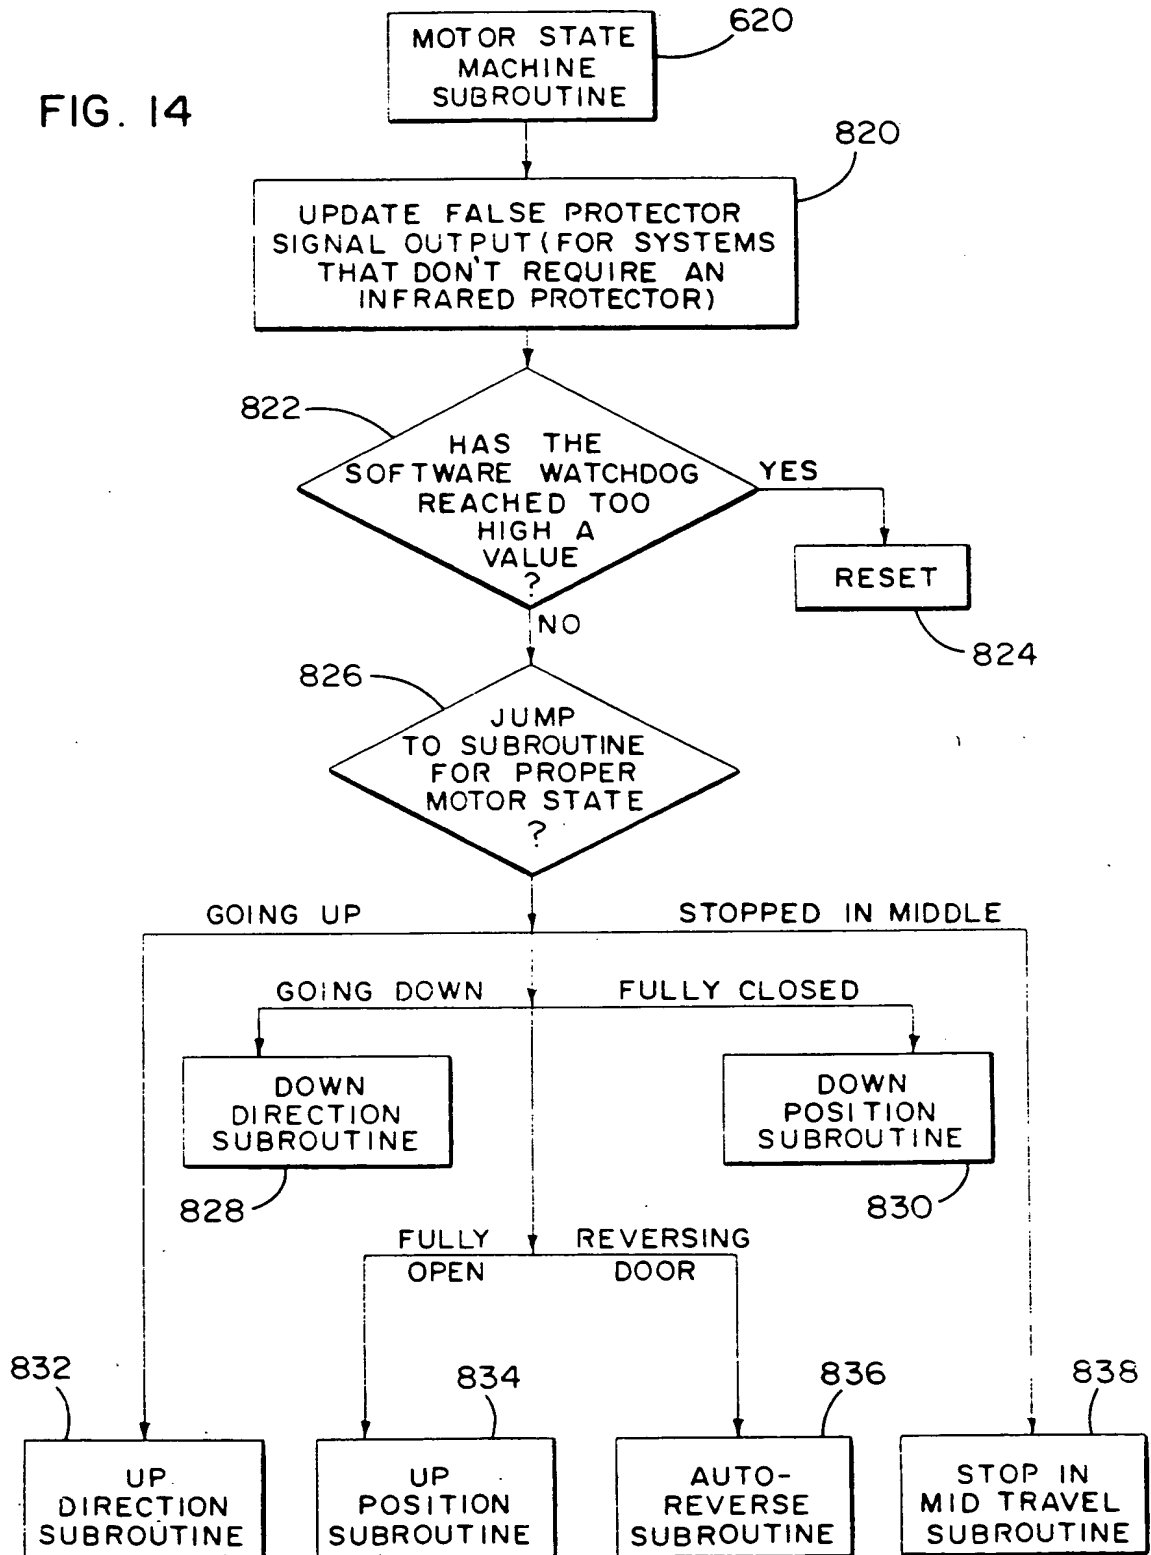 FIG. 14
MOTOR STATE
MACHINE
SUBROUTINE
620
820
UPDATE FALSE PROTECTOR
SIGNAL OUTPUT (FOR SYSTEMS
THAT DON'T REQUIRE AN
INFRARED PROTECTOR)
822
HAS THE
SOFTWARE WATCHDOG
REACHED TOO
HIGH A
VALUE
?
YES
RESET
824
NO
826
JUMP
TO SUBROUTINE
FOR PROPER
MOTOR STATE
?
GOING UP
STOPPED IN MIDDLE
GOING DOWN
FULLY CLOSED
DOWN
DIRECTION
SUBROUTINE
828
DOWN
POSITION
SUBROUTINE
830
FULLY
OPEN
REVERSING
DOOR
832
UP
DIRECTION
SUBROUTINE
834
UP
POSITION
SUBROUTINE
836
AUTO-
REVERSE
SUBROUTINE
838
STOP IN
MID TRAVEL
SUBROUTINE